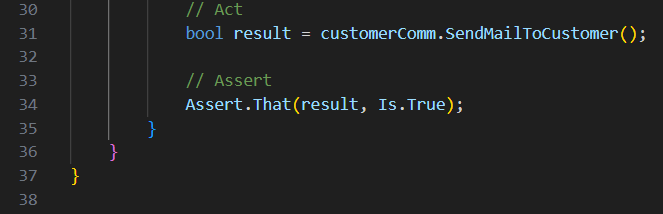 30 // Act
31 bool result = customerComm.SendMailToCustomer();
32
33 // Assert
34 Assert.That(result, Is.True);
35 }
36 }
37 }
38